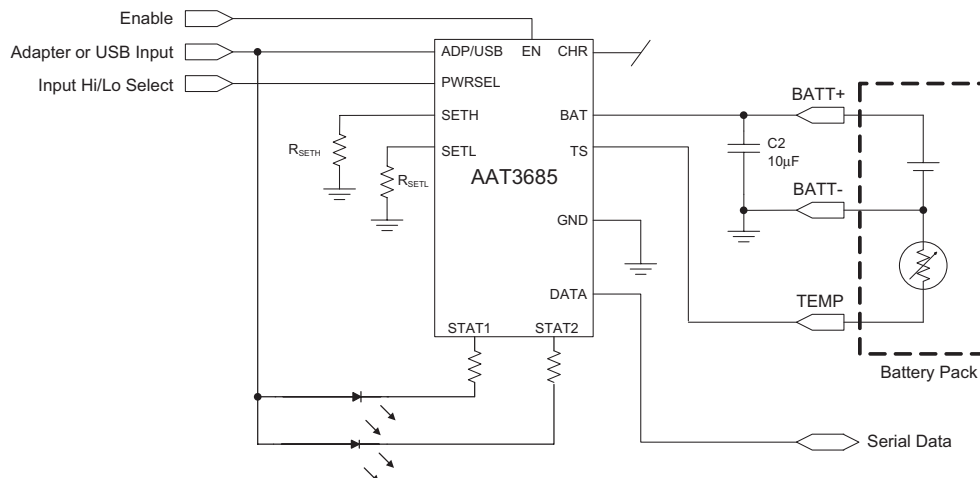 Enable
Adapter or USB Input
Input Hi/Lo Select
ADP/USB
EN
CHR
PWRSEL
SETH
SETL
BAT
TS
AAT3685
GND
DATA
STAT1
STAT2
RSETH
RSETL
C2
10μF
BATT+
BATT-
TEMP
Battery Pack
Serial Data